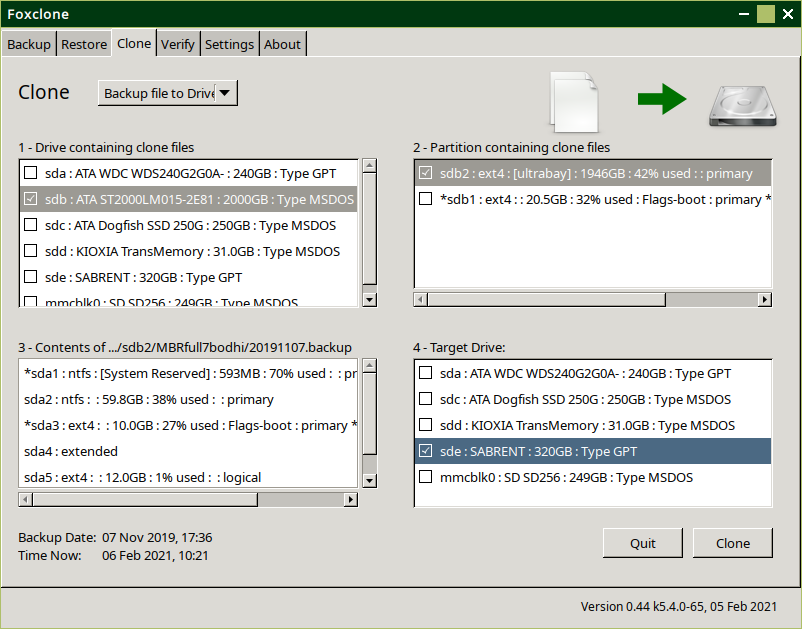 Foxclone
Backup Restore Clone Verify Settings About
Clone
Backup file to Drive
1 - Drive containing clone files
sda : ATA WDC WDS240G2G0A- : 240GB : Type GPT
sdb : ATA ST2000LM015-2E81 : 2000GB : Type MSDOS
sdc : ATA Dogfish SSD 250G : 250GB : Type MSDOS
sdd : KIOXIA TransMemory : 31.0GB : Type MSDOS
sde : SABRENT : 320GB : Type GPT
mmcblk0 : SD SD256 : 249GB : Type MSDOS
2 - Partition containing clone files
sdb2 : ext4 : [ultrabay] : 1946GB : 42% used : : primary
*sdb1 : ext4 : : 20.5GB : 32% used : Flags-boot : primary *
3 - Contents of .../sdb2/MBRfull7bodhi/20191107.backup
*sda1 : ntfs : [System Reserved] : 593MB : 70% used : : pr
sda2 : ntfs : : 59.8GB : 38% used : : primary
*sda3 : ext4 : : 10.0GB : 27% used : Flags-boot : primary *
sda4 : extended
sda5 : ext4 : : 12.0GB : 1% used : : logical
4 - Target Drive:
sda : ATA WDC WDS240G2G0A- : 240GB : Type GPT
sdc : ATA Dogfish SSD 250G : 250GB : Type MSDOS
sdd : KIOXIA TransMemory : 31.0GB : Type MSDOS
sde : SABRENT : 320GB : Type GPT
mmcblk0 : SD SD256 : 249GB : Type MSDOS
Backup Date: 07 Nov 2019, 17:36
Time Now: 06 Feb 2021, 10:21
Quit
Clone
Version 0.44 k5.4.0-65, 05 Feb 2021